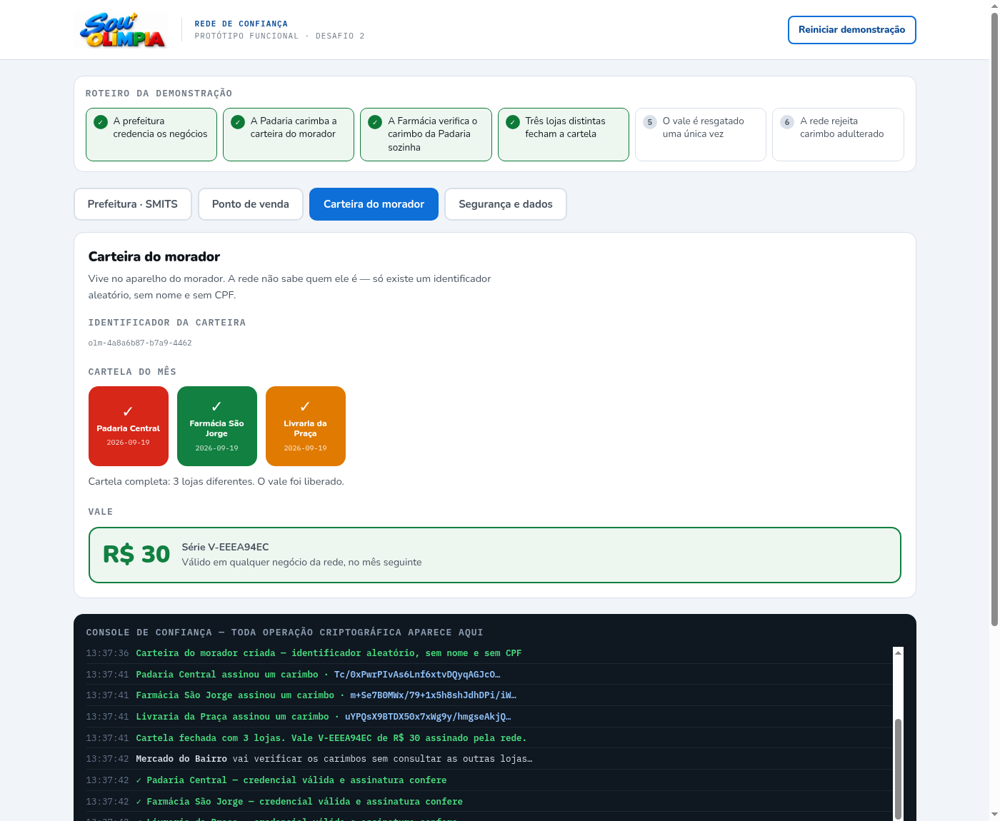 Sou
OLÍMPIA
REDE DE CONFIANÇA
PROTÓTIPO FUNCIONAL · DESAFIO 2
Reiniciar demonstração
ROTEIRO DA DEMONSTRAÇÃO
✓ A prefeitura
credencia os negócios
✓ A Padaria carimba a
carteira do morador
✓ A Farmácia verifica o
carimbo da Padaria
sozinha
✓ Três lojas distintas
fecham a cartela
5 O vale é resgatado
uma única vez
6 A rede rejeita
carimbo adulterado
Prefeitura · SMITS
Ponto de venda
Carteira do morador
Segurança e dados
Carteira do morador
Vive no aparelho do morador. A rede não sabe quem ele é — só existe um identificador
aleatório, sem nome e sem CPF.
IDENTIFICADOR DA CARTEIRA
olm-4a8a6b87-b7a9-4462
CARTELA DO MÊS
✓
Padaria Central
2026-09-19
✓
Farmácia São
Jorge
2026-09-19
✓
Livraria da
Praça
2026-09-19
Cartela completa: 3 lojas diferentes. O vale foi liberado.
VALE
R$ 30
Série V-EEEA94EC
Válido em qualquer negócio da rede, no mês seguinte
CONSOLE DE CONFIANÇA — TODA OPERAÇÃO CRIPTOGRÁFICA APARECE AQUI
13:37:36 Carteira do morador criada — identificador aleatório, sem nome e sem CPF
13:37:41 Padaria Central assinou um carimbo · Tc/0xPwrPIvAs6Lnf6xtvDQyqAGJcO…
13:37:41 Farmácia São Jorge assinou um carimbo · m+Se7B0MWx/79+1x5h8shJdhDPi/iW…
13:37:41 Livraria da Praça assinou um carimbo · uYPQsX9BTDX50x7xWg9y/hmgseAkjQ…
13:37:41 Cartela fechada com 3 lojas. Vale V-EEEA94EC de R$ 30 assinado pela rede.
13:37:42 Mercado do Bairro vai verificar os carimbos sem consultar as outras lojas…
13:37:42 ✓ Padaria Central — credencial válida e assinatura confere
13:37:42 ✓ Farmácia São Jorge — credencial válida e assinatura confere
13:37:42 ✓ Livraria da Praça — credencial válida e assinatura confere